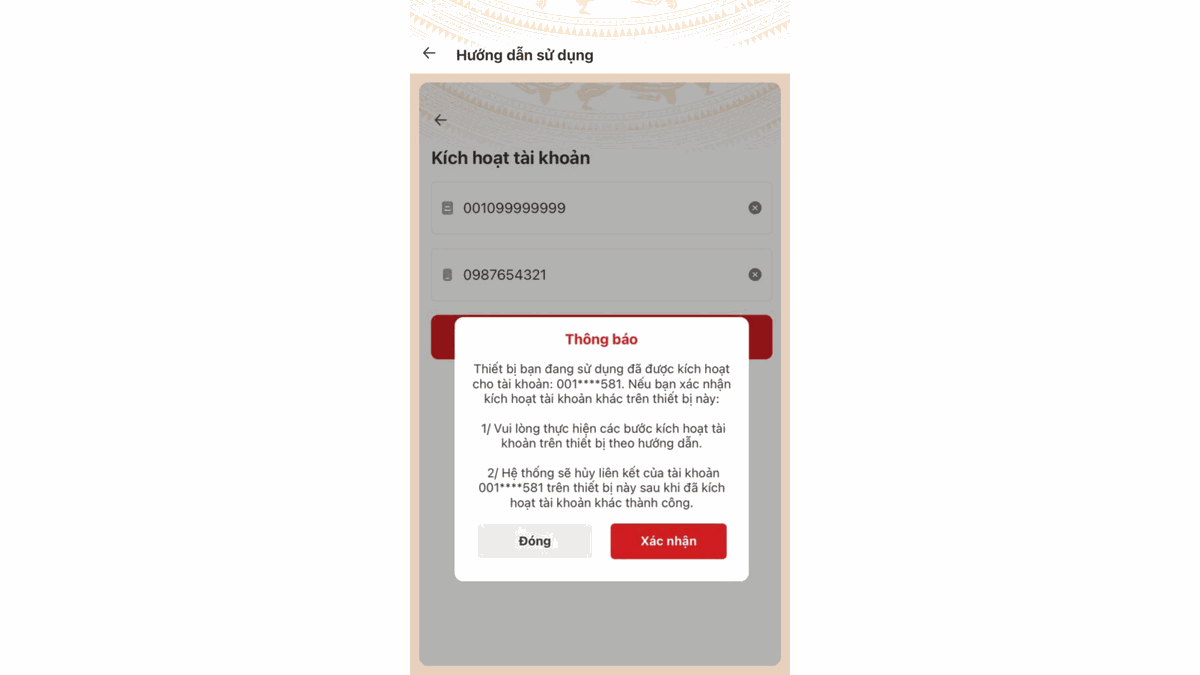 Hướng dẫn sử dụng
Kích hoạt tài khoản
001099999999
0987654321
Thông báo
Thiết bị bạn đang sử dụng đã được kích hoạt
cho tài khoản: 001****581. Nếu bạn xác nhận
kích hoạt tài khoản khác trên thiết bị này:
1/ Vui lòng thực hiện các bước kích hoạt tài
khoản trên thiết bị theo hướng dẫn.
2/ Hệ thống sẽ hủy liên kết của tài khoản
001****581 trên thiết bị này sau khi đã kích
hoạt tài khoản khác thành công.
Đóng
Xác nhận